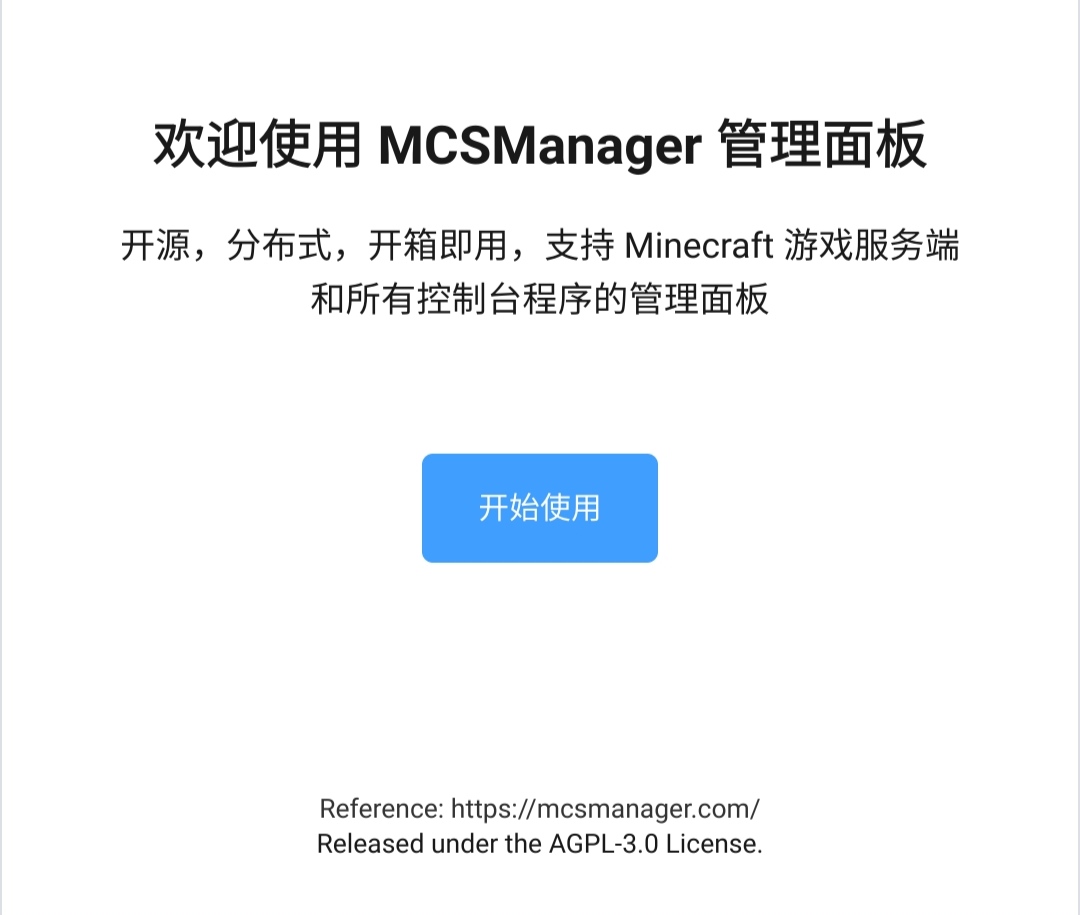 欢迎使用 MCSManager 管理面板
开源，分布式，开箱即用，支持 Minecraft 游戏服务端
和所有控制台程序的管理面板
开始使用
Reference: https://mcsmanager.com/
Released under the AGPL-3.0 License.